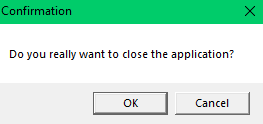 Confirmation
Do you really want to close the application?
OK
Cancel